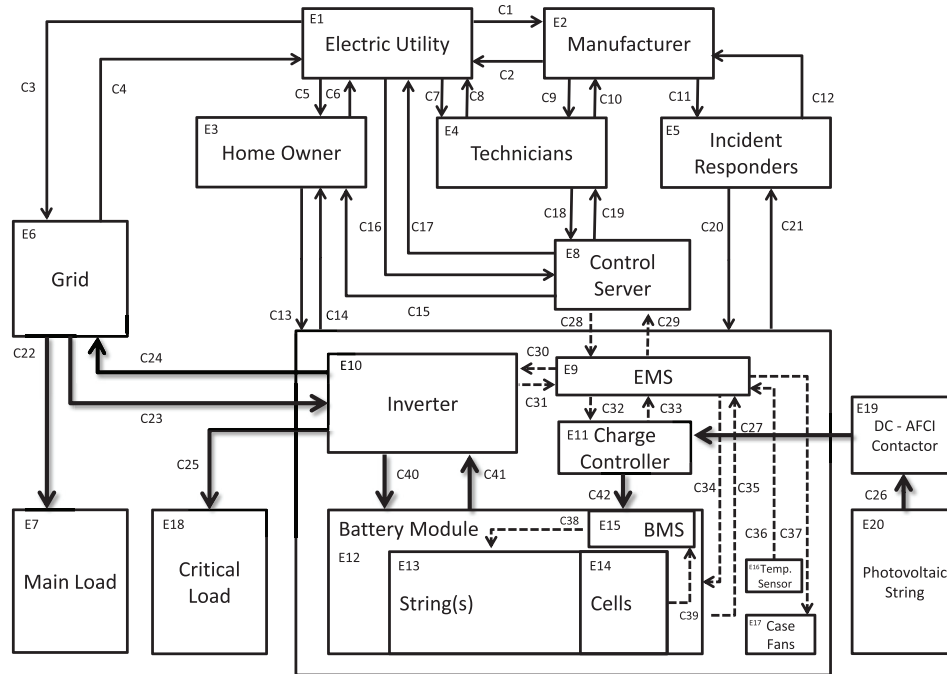 E1
Electric Utility
C1
E2
Manufacturer
C2
C3
C4
C5
C6
C7
C8
C9
C10
C11
C12
E3
Home Owner
E4
Technicians
E5
Incident
Responders
E6
Grid
C16
C17
C18
C19
C20
C21
E8
Control
Server
C13
C14
C15
C28
C29
C22
C24
C23
E10
Inverter
C30
C31
E9
EMS
C32
C33
E11
Charge
Controller
C27
E19
DC - AFCI
Contactor
C25
C40
C41
C42
C34
C35
C26
E7
Main Load
E18
Critical
Load
Battery Module
E12
C38
E15
BMS
E13
String(s)
E14
Cells
C39
C36
C37
E16 Temp.
Sensor
E17 Case
Fans
E20
Photovoltaic
String